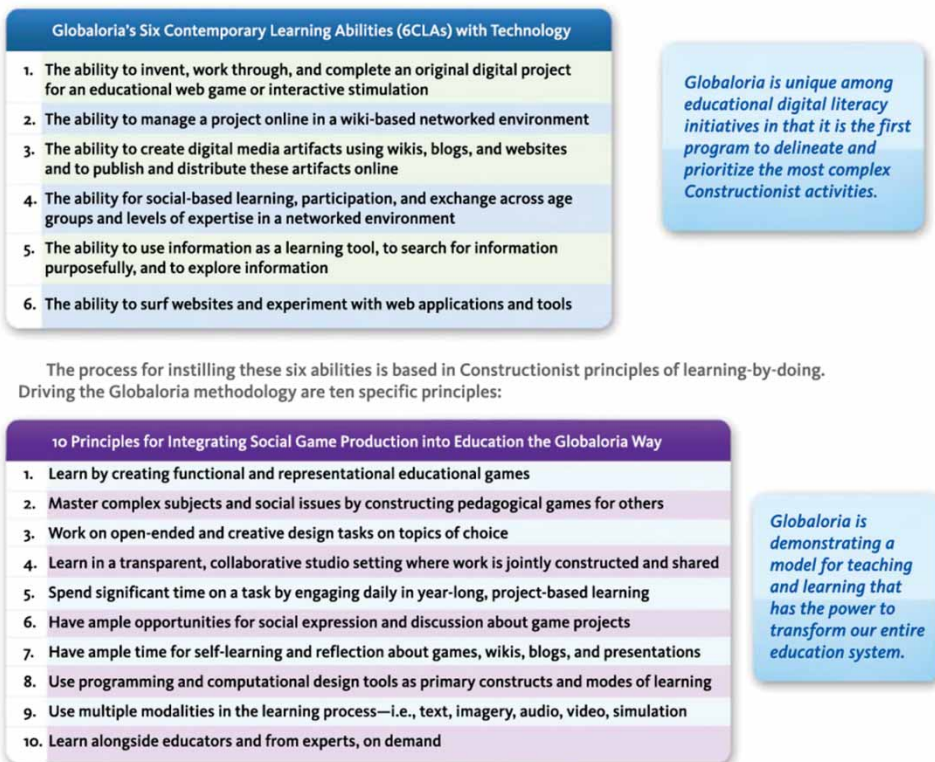 Globaloria's Six Contemporary Learning Abilities (6CLAs) with Technology
1. The ability to invent, work through, and complete an original digital project
for an educational web game or interactive stimulation
2. The ability to manage a project online in a wiki-based networked environment
3. The ability to create digital media artifacts using wikis, blogs, and websites
and to publish and distribute these artifacts online
4. The ability for social-based learning, participation, and exchange across age
groups and levels of expertise in a networked environment
5. The ability to use information as a learning tool, to search for information
purposefully, and to explore information
6. The ability to surf websites and experiment with web applications and tools
Globaloria is unique among
educational digital literacy
initiatives in that it is the first
program to delineate and
prioritize the most complex
Constructionist activities.
The process for instilling these six abilities is based in Constructionist principles of learning-by-doing.
Driving the Globaloria methodology are ten specific principles:
10 Principles for Integrating Social Game Production into Education the Globaloria Way
1. Learn by creating functional and representational educational games
2. Master complex subjects and social issues by constructing pedagogical games for others
3. Work on open-ended and creative design tasks on topics of choice
4. Learn in a transparent, collaborative studio setting where work is jointly constructed and shared
5. Spend significant time on a task by engaging daily in year-long, project-based learning
6. Have ample opportunities for social expression and discussion about game projects
7. Have ample time for self-learning and reflection about games, wikis, blogs, and presentations
8. Use programming and computational design tools as primary constructs and modes of learning
9. Use multiple modalities in the learning process—i.e., text, imagery, audio, video, simulation
10. Learn alongside educators and from experts, on demand
Globaloria is
demonstrating a
model for teaching
and learning that
has the power to
transform our entire
education system.